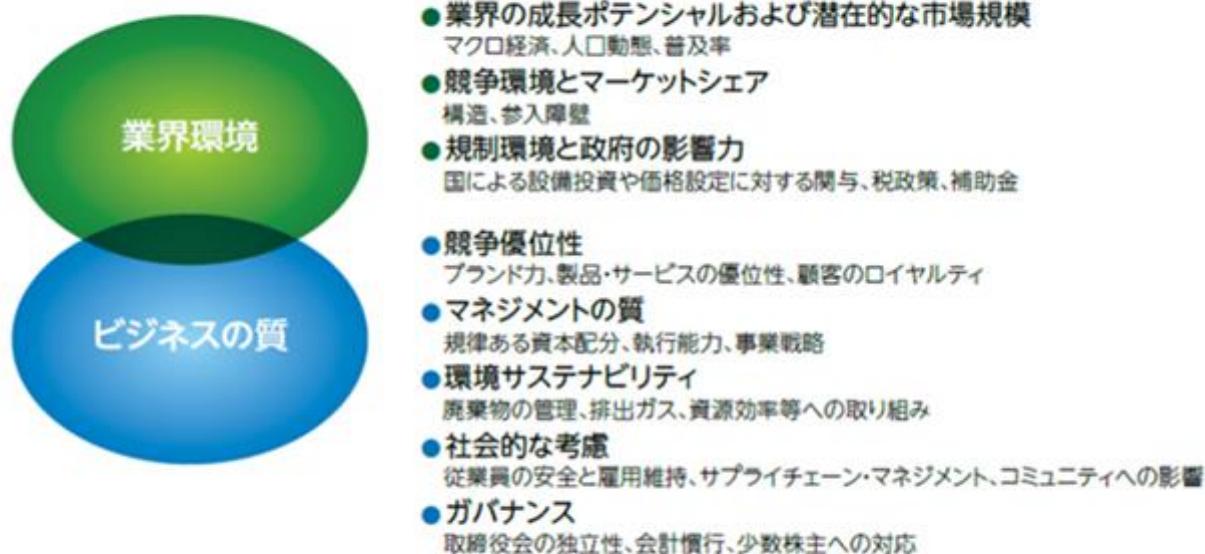 業界環境
●業界の成長ポテンシャルおよび潜在的な市場規模
マクロ経済、人口動態、普及率
●競争環境とマーケットシェア
構造、参入障壁
●規制環境と政府の影響力
国による設備投資や価格設定に対する関与、税政策、補助金
ビジネスの質
●競争優位性
ブランド力、製品・サービスの優位性、顧客のロイヤルティ
●マネジメントの質
規律ある資本配分、執行能力、事業戦略
●環境サステナビリティ
廃棄物の管理、排出ガス、資源効率等への取り組み
●社会的な考慮
従業員の安全と雇用維持、サプライチェーン・マネジメント、コミュニティへの影響
●ガバナンス
取締役会の独立性、会計慣行、少数株主への対応